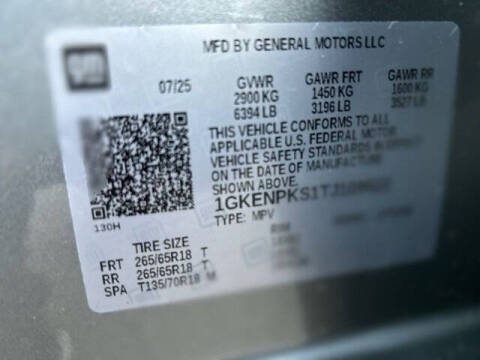 gm
MFD BY GENERAL MOTORS LLC
07/25 GVWR GAWR FRT GAWR RR
2900 KG 1450 KG 1600 KG
6394 LB 3196 LB 3527 LB
THIS VEHICLE CONFORMS TO ALL
APPLICABLE U.S. FEDERAL MOTOR
VEHICLE SAFETY STANDARDS IN EFFECT
ON THE DATE OF MANUFACTURE
SHOWN ABOVE.
TYPE: MPV
130H
TIRE SIZE RIM
FRT 265/65R18 T
RR 265/65R18 T
SPA T135/70R18 M